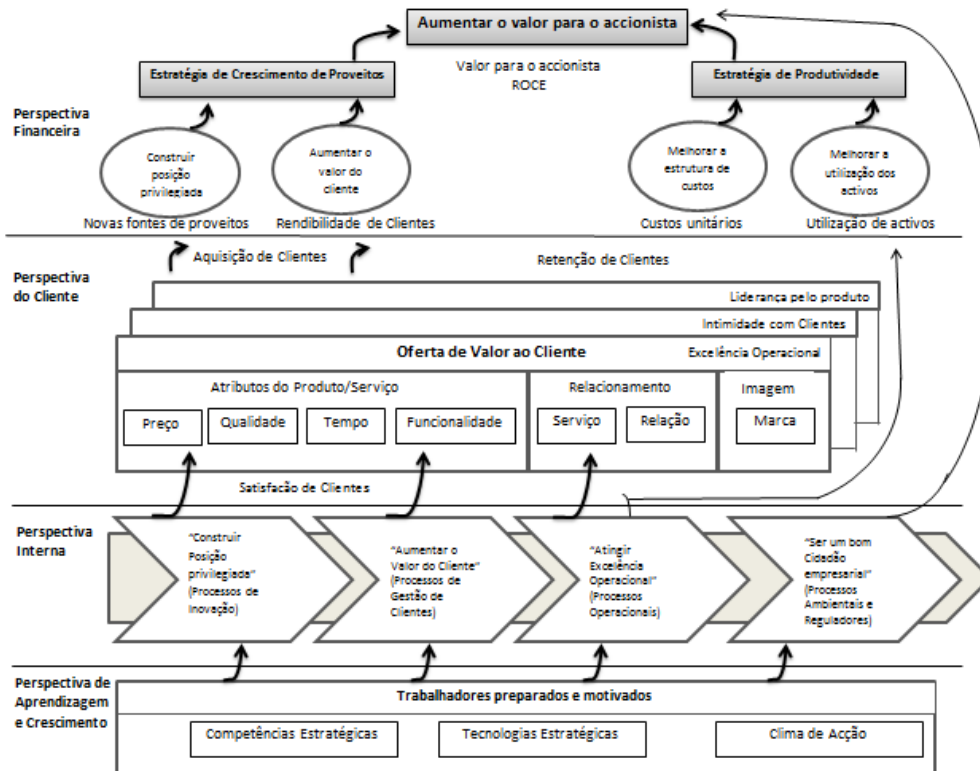 Aumentar o valor para o accionista
Valor para o accionista
ROCE
Estratégia de Crescimento de Proveitos
Estratégia de Produtividade
Perspectiva
Financeira
Construir
posição
privilegiada
Aumentar o
valor do
cliente
Melhorar a
estrutura de
custos
Melhorar a
utilização dos
activos
Novas fontes de proveitos
Rendibilidade de Clientes
Custos unitários
Utilização de activos
Perspectiva
do Cliente
Aquisição de Clientes
Retenção de Clientes
Liderança pelo produto
Intimidade com Clientes
Oferta de Valor ao Cliente
Excelência Operacional
Atributos do Produto/Serviço
Relacionamento
Imagem
Preço
Qualidade
Tempo
Funcionalidade
Serviço
Relação
Marca
Satisfacão de Clientes
Perspectiva
Interna
“Construir
Posição
privilegiada”
(Processos de
Inovação)
“Aumentar o
Valor do Cliente”
(Processos de
Gestão de
Clientes)
“Atingir
Excelência
Operacional”
(Processos
Operacionais)
“Ser um bom
Cidadão
empresarial”
(Processos
Ambientais e
Reguladores)
Perspectiva de
Aprendizagem
e Crescimento
Trabalhadores preparados e motivados
Competências Estratégicas
Tecnologias Estratégicas
Clima de Acção